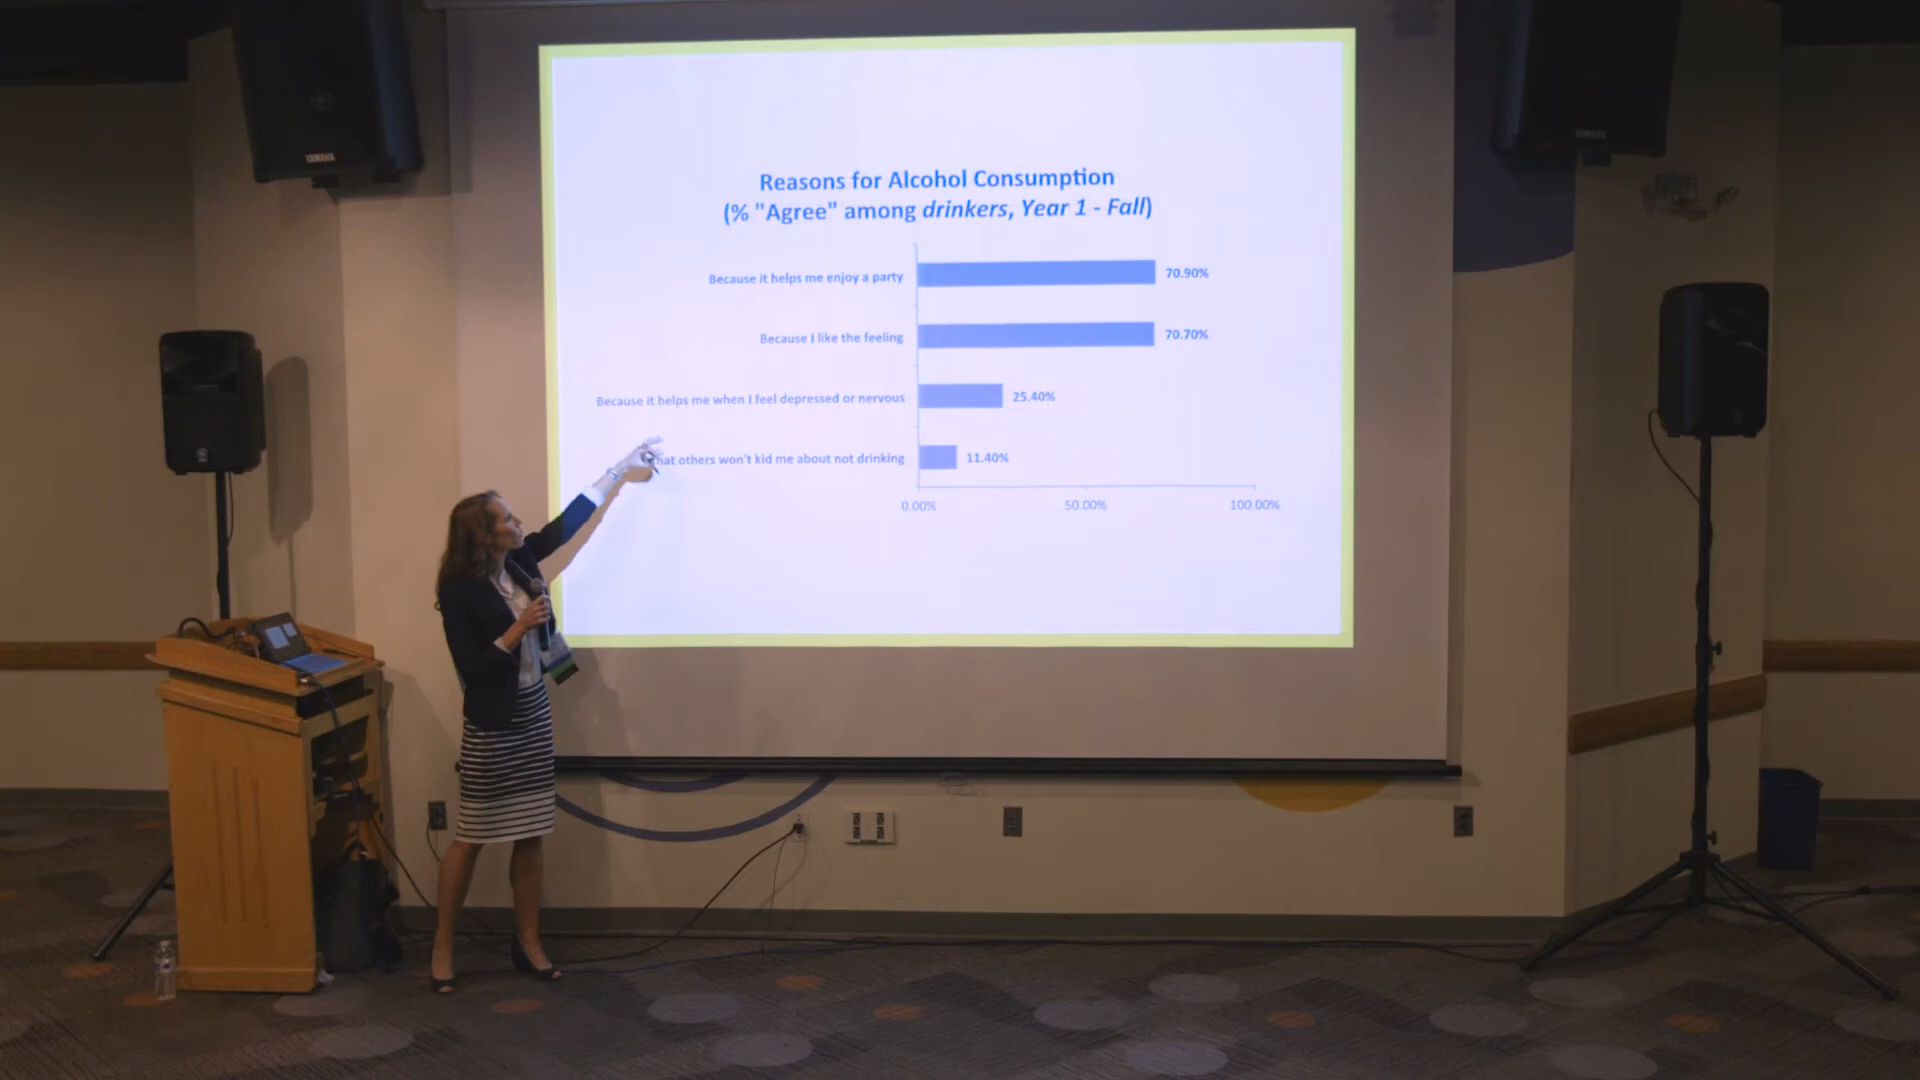 YAMAHA
YAMAHA
Reasons for Alcohol Consumption
(% "Agree" among drinkers, Year 1 - Fall)
Because it helps me enjoy a party 70.90%
Because I like the feeling 70.70%
Because it helps me when I feel depressed or nervous 25.40%
that others won't kid me about not drinking 11.40%
0.00% 50.00% 100.00%